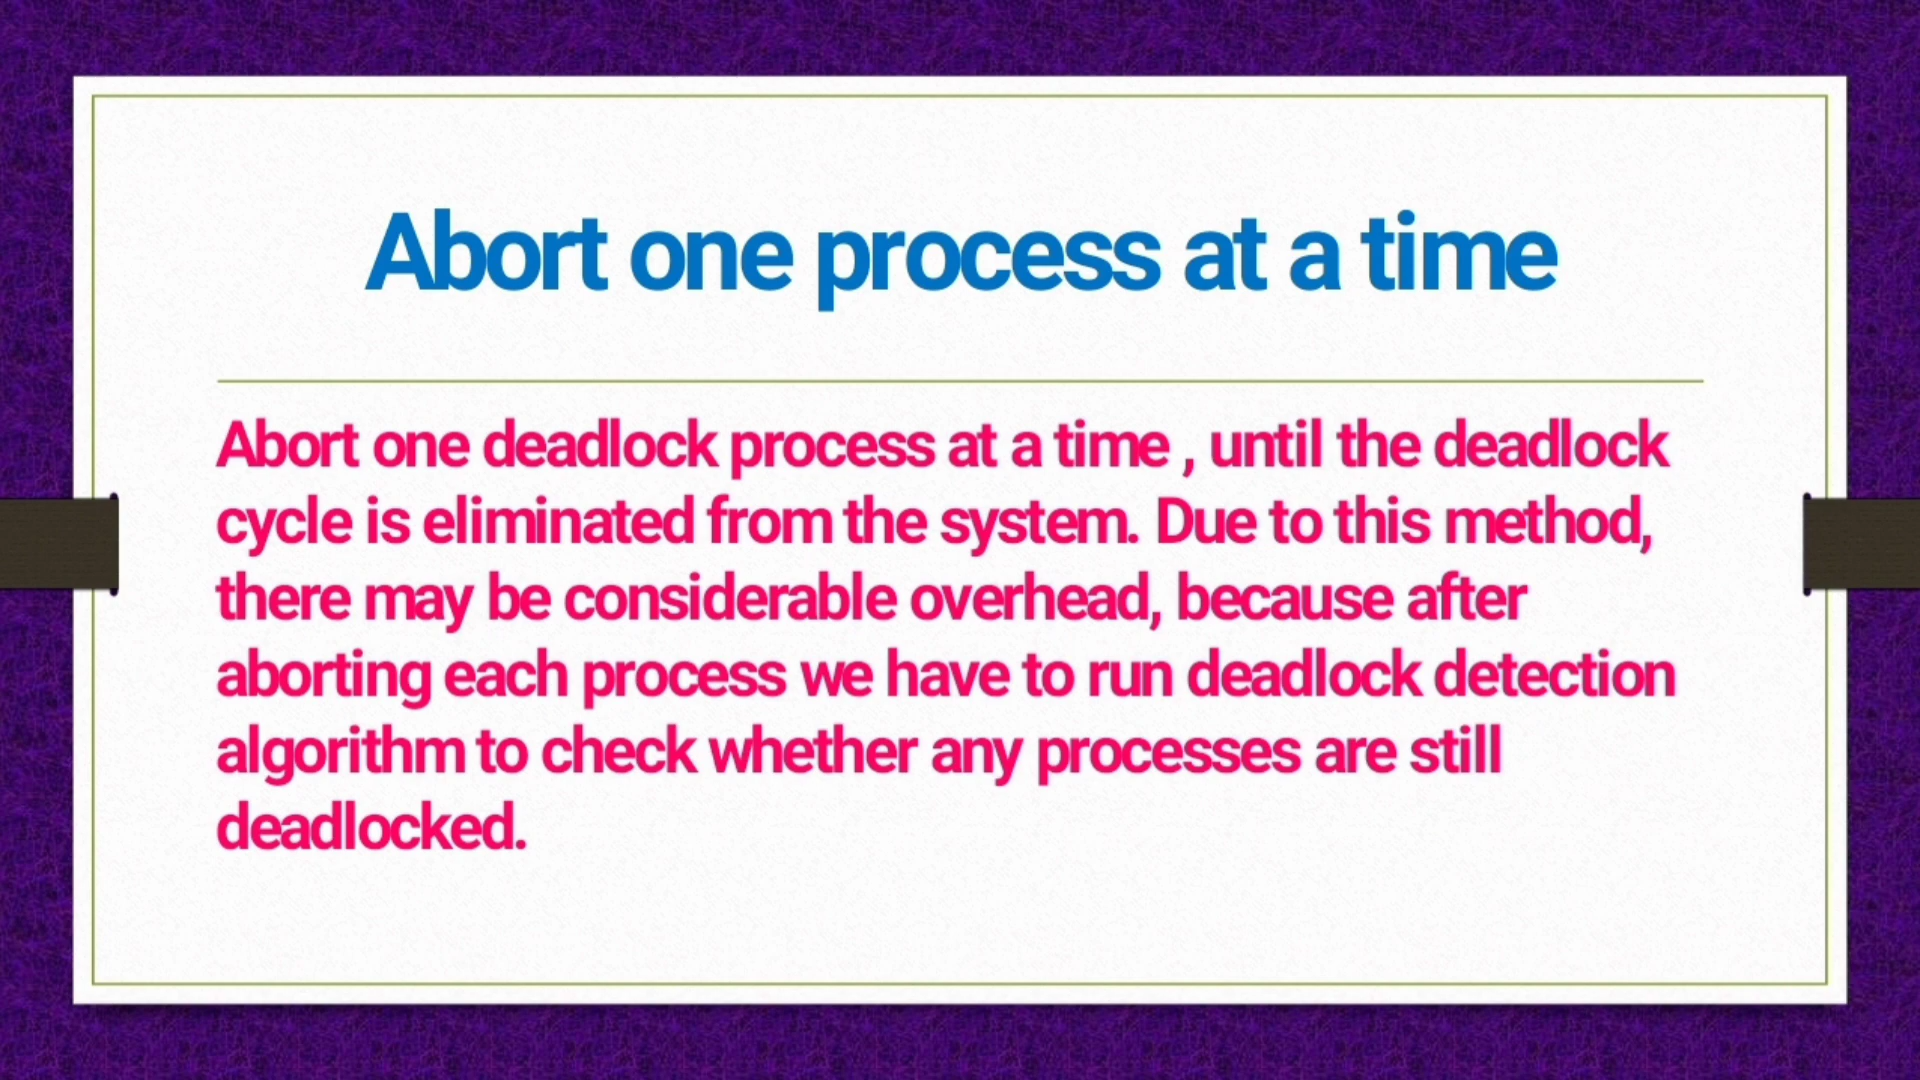 Abort one process at a time
Abort one deadlock process at a time , until the deadlock
cycle is eliminated from the system. Due to this method,
there may be considerable overhead, because after
aborting each process we have to run deadlock detection
algorithm to check whether any processes are still
deadlocked.